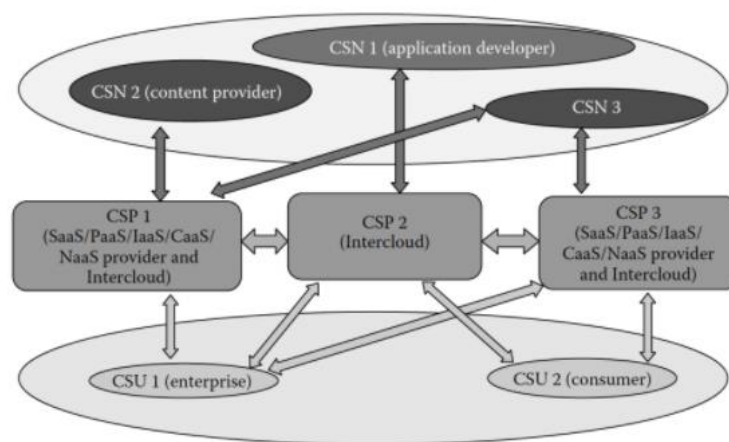 CSN 1 (application developer)
CSN 2 (content provider)
CSN 3
CSP 1
(SaaS/PaaS/IaaS/CaaS/
NaaS provider and
Intercloud)
CSP 2
(Intercloud)
CSP 3
(SaaS/PaaS/IaaS/
CaaS/NaaS provider
and Intercloud)
CSU 1 (enterprise)
CSU 2 (consumer)